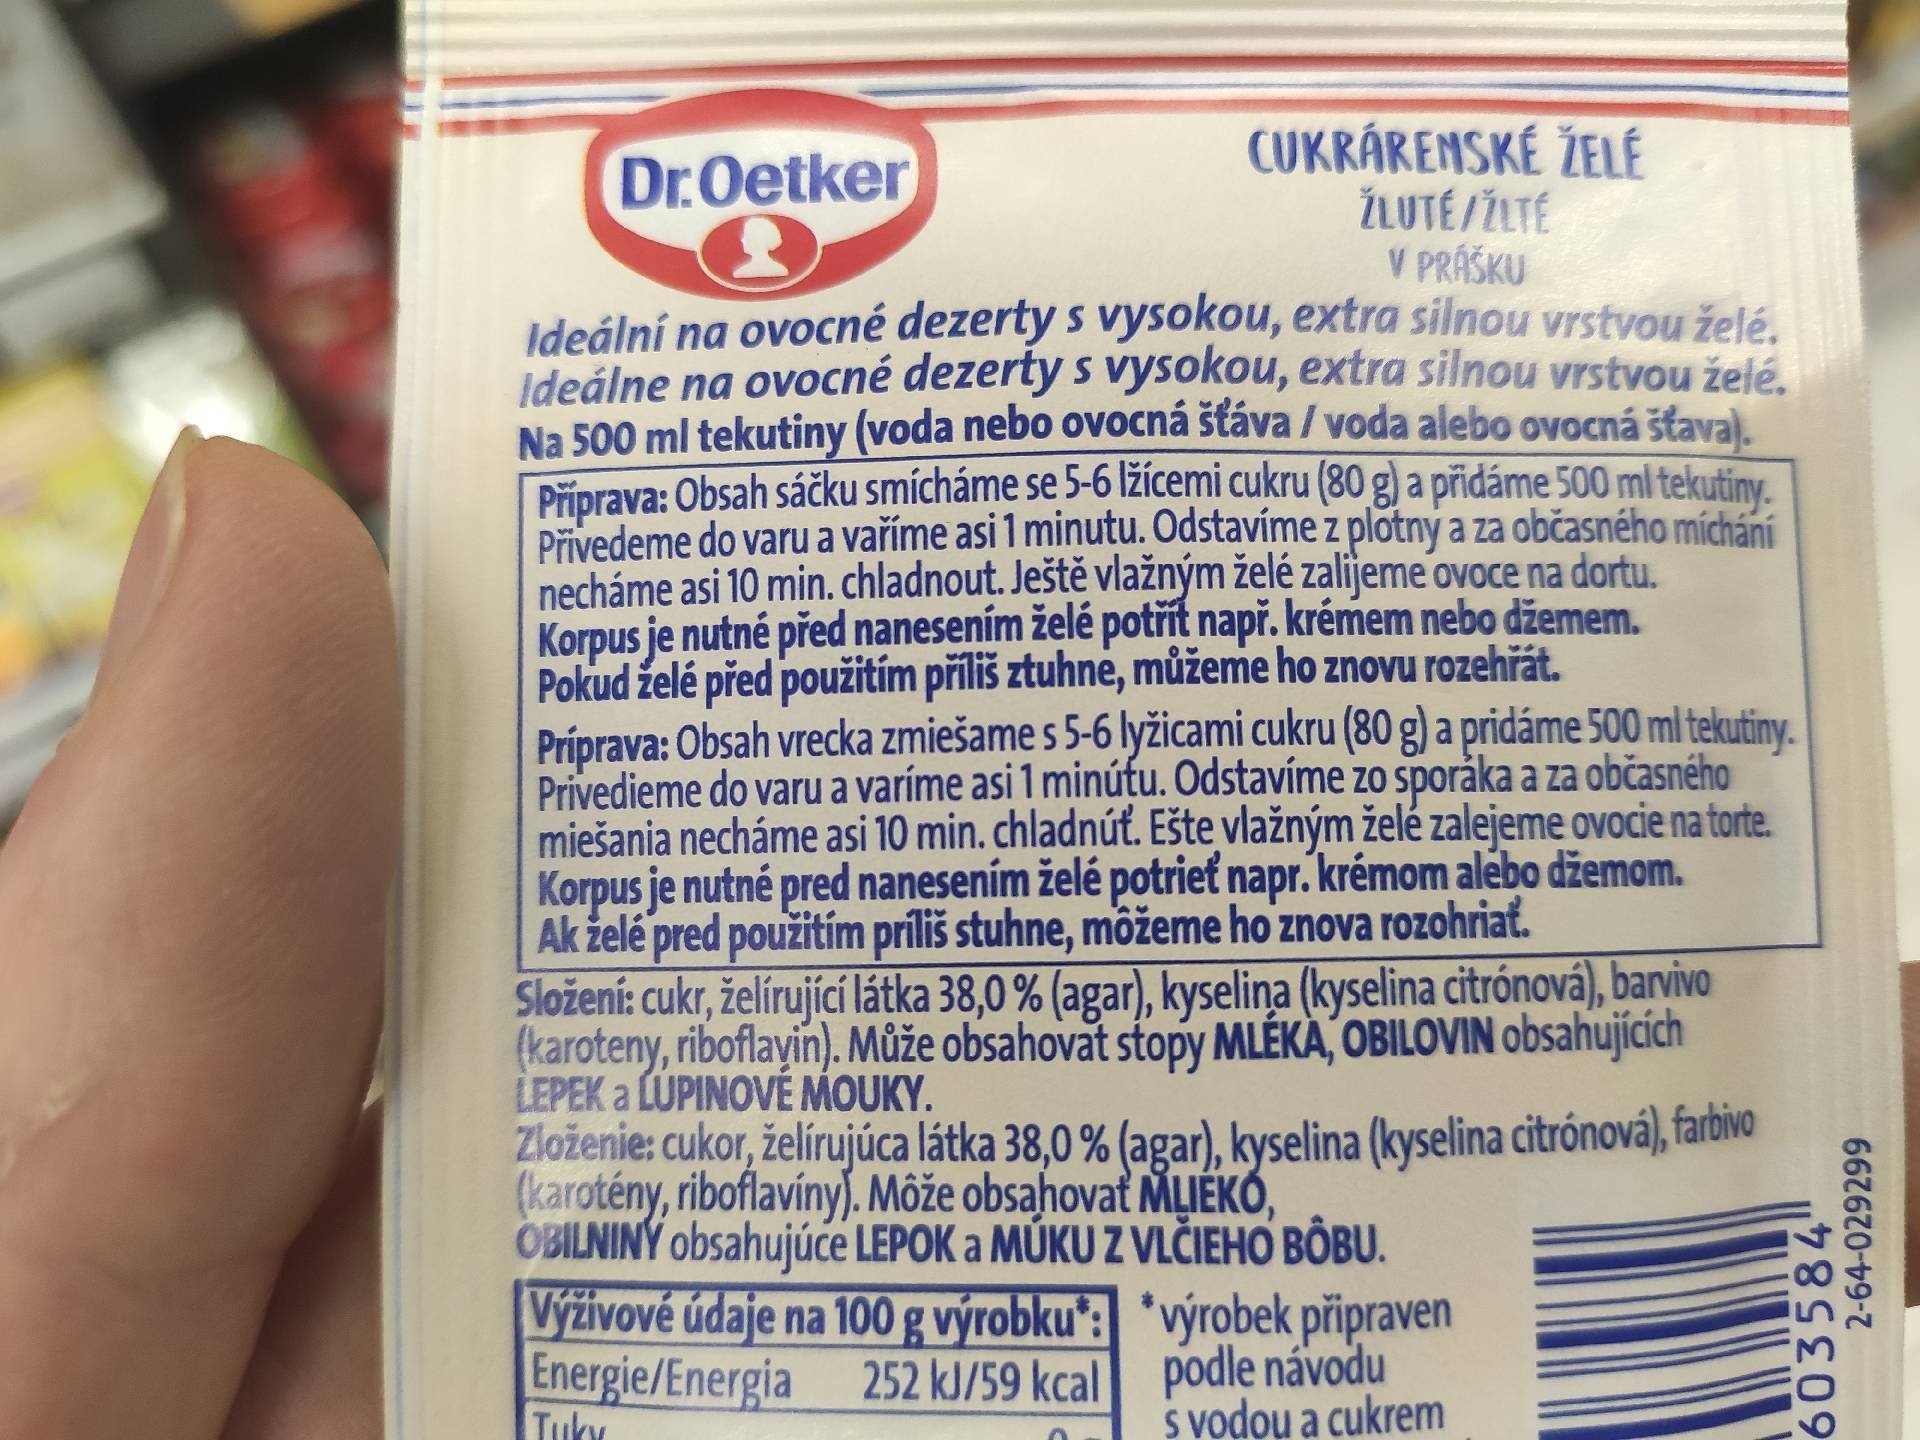 Dr. Oetker
CUKRÁRENSKÉ ŽELÉ
ŽLUTÉ/ŽLTÉ
V PRÁŠKU
Ideální na ovocné dezerty s vysokou, extra silnou vrstvou želé.
Ideálne na ovocné dezerty s vysokou, extra silnou vrstvou želé.
Na 500 ml tekutiny (voda nebo ovocná šťáva / voda alebo ovocná šťava).
Příprava: Obsah sáčku smícháme se 5-6 lžícemi cukru (80 g) a přidáme 500 ml tekutiny.
Přivedeme do varu a vaříme asi 1 minutu. Odstavíme z plotny a za občasného míchání
necháme asi 10 min. chladnout. Ještě vlažným želé zalijeme ovoce na dortu.
Korpus je nutné před nanesením želé potřít např. krémem nebo džemem.
Pokud želé před použitím příliš ztuhne, můžeme ho znovu rozehřát.
Príprava: Obsah vrecka zmiešame s 5-6 lyžicami cukru (80 g) a pridáme 500 ml tekutiny.
Privedieme do varu a varíme asi 1 minútu. Odstavíme zo sporáka a za občasného
miešania necháme asi 10 min. chladnúť. Ešte vlažným želé zalejeme ovocie na torte.
Korpus je nutné pred nanesením želé potrieť napr. krémom alebo džemom.
Ak želé pred použitím príliš stuhne, môžeme ho znova rozohriať.
Složení: cukr, želírující látka 38,0 % (agar), kyselina (kyselina citrónová), barvivo
(karoteny, riboflavin). Může obsahovat stopy MLÉKA, OBILOVIN obsahujících
LEPEK a LUPINOVÉ MOUKY.
Zloženie: cukor, želírujúca látka 38,0 % (agar), kyselina (kyselina citrónová), farbivo
(karotény, riboflavíny). Môže obsahovať MLIEKO,
OBILNINY obsahujúce LEPOK a MÚKU Z VLČIEHO BÔBU.
Výživové údaje na 100 g výrobku*:
Energie/Energia 252 kJ/59 kcal
Tuky
*výrobek připraven
podle návodu
s vodou a cukrem
603584
2-64-029299